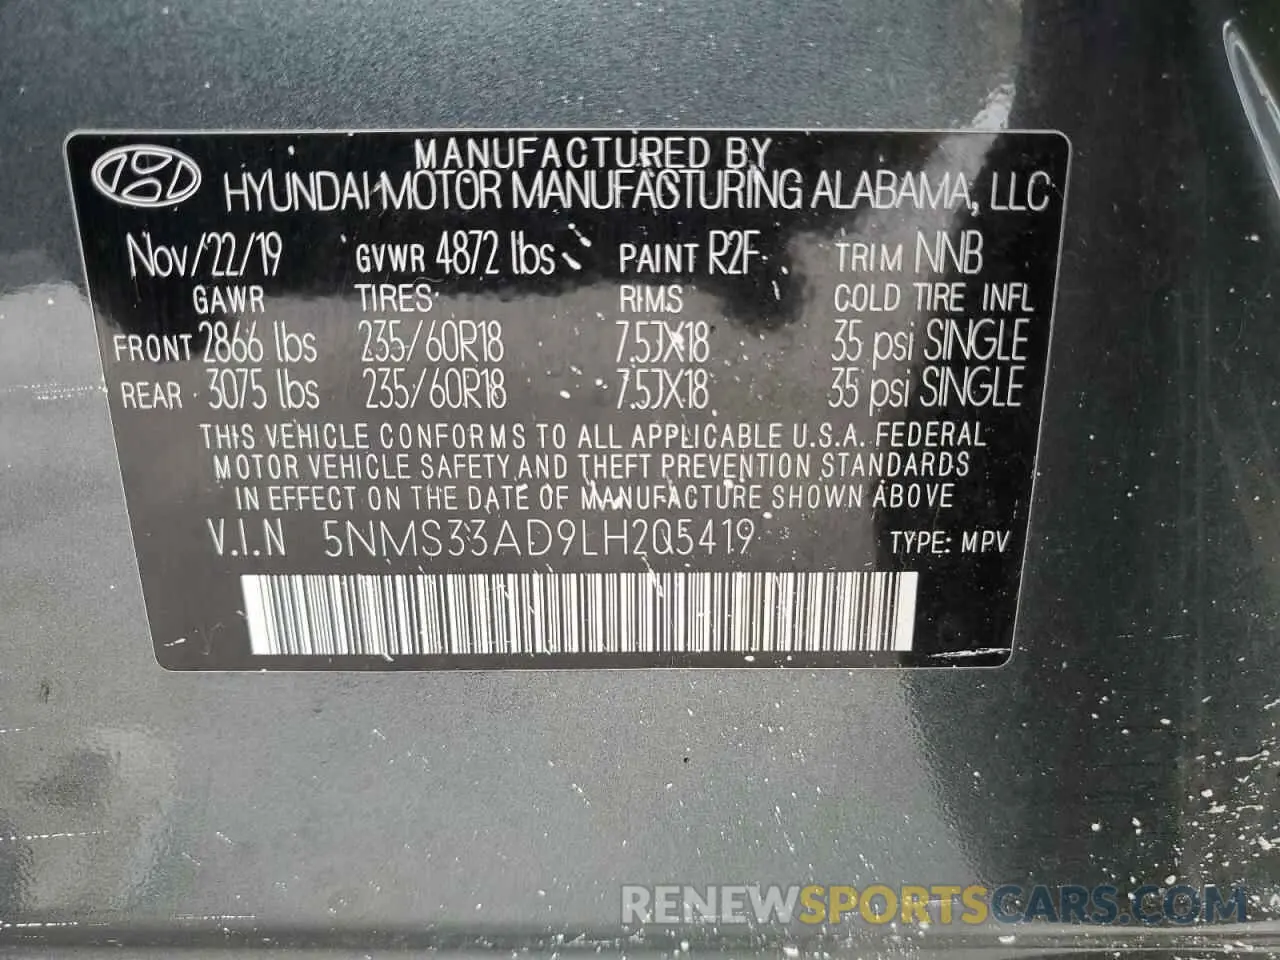 MANUFACTURED BY
HYUNDAI MOTOR MANUFACTURING ALABAMA, LLC
Nov/22/19 GVWR 4872 lbs PAINT R2F TRIM NNB
GAWR TIRES RIMS COLD TIRE INFL
FRONT 2866 lbs 235/60R18 7.5JX18 35 psi SINGLE
REAR 3075 lbs 235/60R18 7.5JX18 35 psi SINGLE
THIS VEHICLE CONFORMS TO ALL APPLICABLE U.S.A. FEDERAL
MOTOR VEHICLE SAFETY AND THEFT PREVENTION STANDARDS
IN EFFECT ON THE DATE OF MANUFACTURE SHOWN ABOVE
V.I.N 5NMS33AD9LH205419 TYPE: MPV
RENEWSPORTSCARS.COM